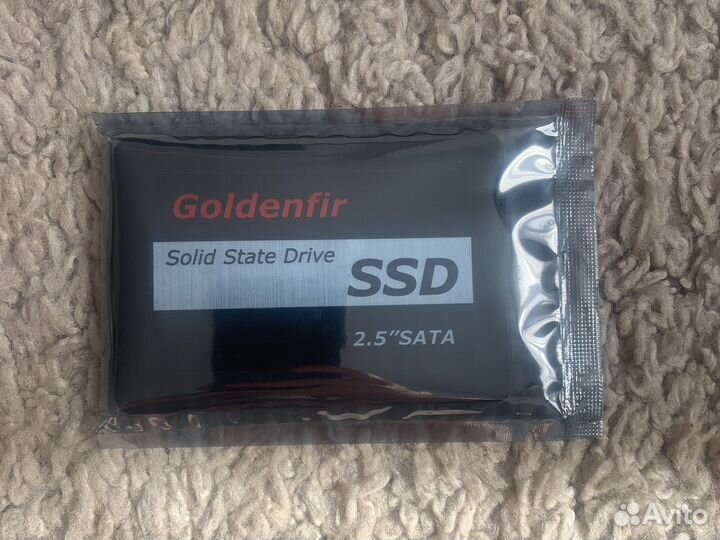 Goldenfir
Solid State Drive
SSD
2.5"SATA
Avito